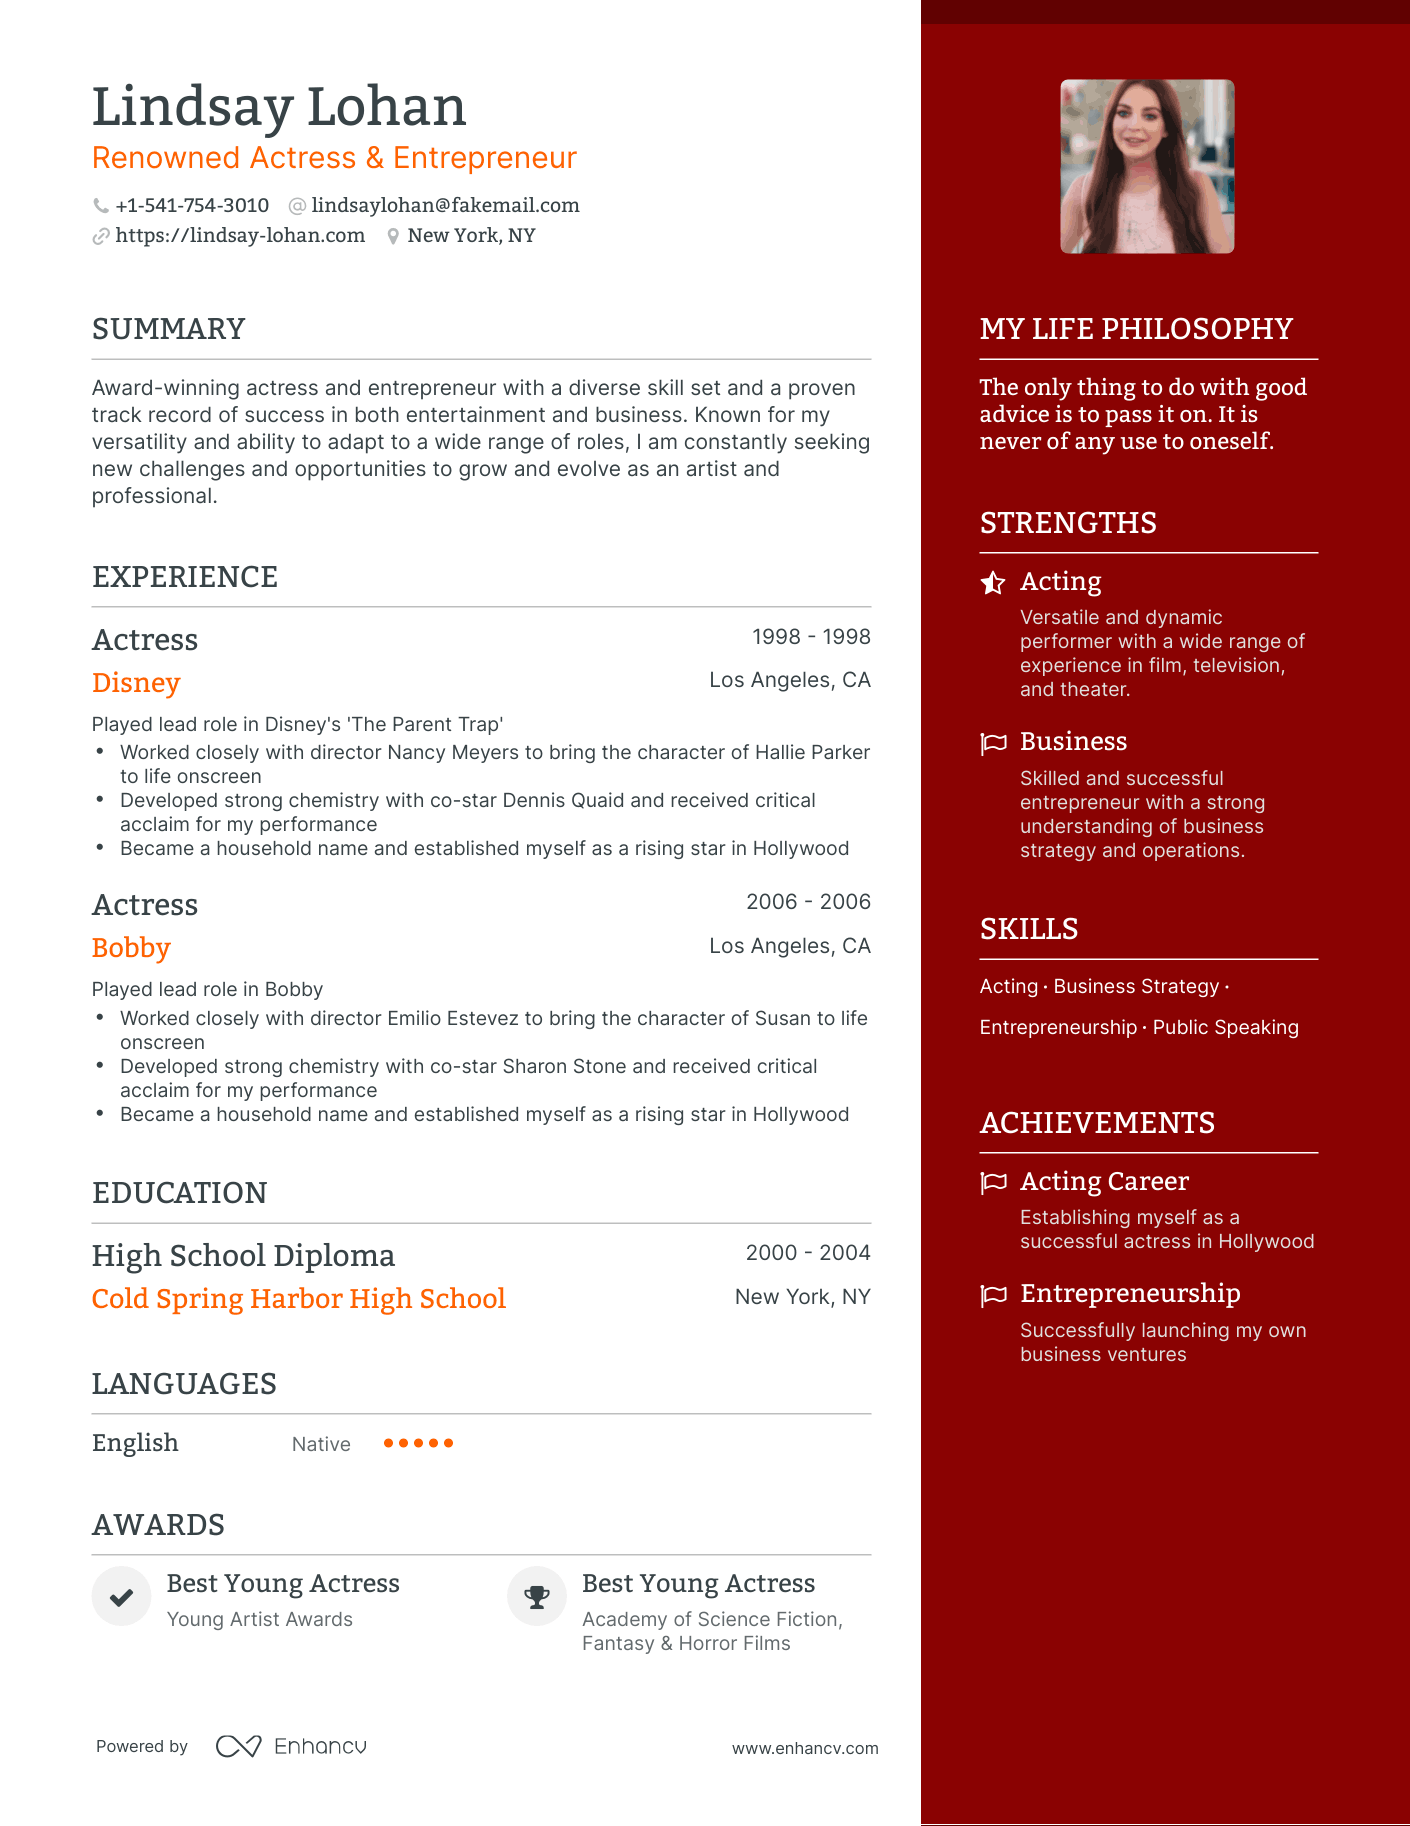 Lindsay Lohan
Renowned Actress & Entrepreneur
+1-541-754-3010 @ lindsaylohan@fakemail.com
https://lindsay-lohan.com New York, NY
SUMMARY
Award-winning actress and entrepreneur with a diverse skill set and a proven
track record of success in both entertainment and business. Known for my
versatility and ability to adapt to a wide range of roles, I am constantly seeking
new challenges and opportunities to grow and evolve as an artist and
professional.
EXPERIENCE
Actress 1998 - 1998
Disney Los Angeles, CA
Played lead role in Disney's 'The Parent Trap'
• Worked closely with director Nancy Meyers to bring the character of Hallie Parker
to life onscreen
• Developed strong chemistry with co-star Dennis Quaid and received critical
acclaim for my performance
• Became a household name and established myself as a rising star in Hollywood
Actress 2006 - 2006
Bobby Los Angeles, CA
Played lead role in Bobby
• Worked closely with director Emilio Estevez to bring the character of Susan to life
onscreen
• Developed strong chemistry with co-star Sharon Stone and received critical
acclaim for my performance
• Became a household name and established myself as a rising star in Hollywood
EDUCATION
High School Diploma 2000 - 2004
Cold Spring Harbor High School New York, NY
LANGUAGES
English Native
AWARDS
Best Young Actress
Young Artist Awards
Best Young Actress
Academy of Science Fiction,
Fantasy & Horror Films
Powered by Enhancv www.enhancv.com
MY LIFE PHILOSOPHY
The only thing to do with good
advice is to pass it on. It is
never of any use to oneself.
STRENGTHS
Acting
Versatile and dynamic
performer with a wide range of
experience in film, television,
and theater.
Business
Skilled and successful
entrepreneur with a strong
understanding of business
strategy and operations.
SKILLS
Acting · Business Strategy ·
Entrepreneurship · Public Speaking
ACHIEVEMENTS
Acting Career
Establishing myself as a
successful actress in Hollywood
Entrepreneurship
Successfully launching my own
business ventures